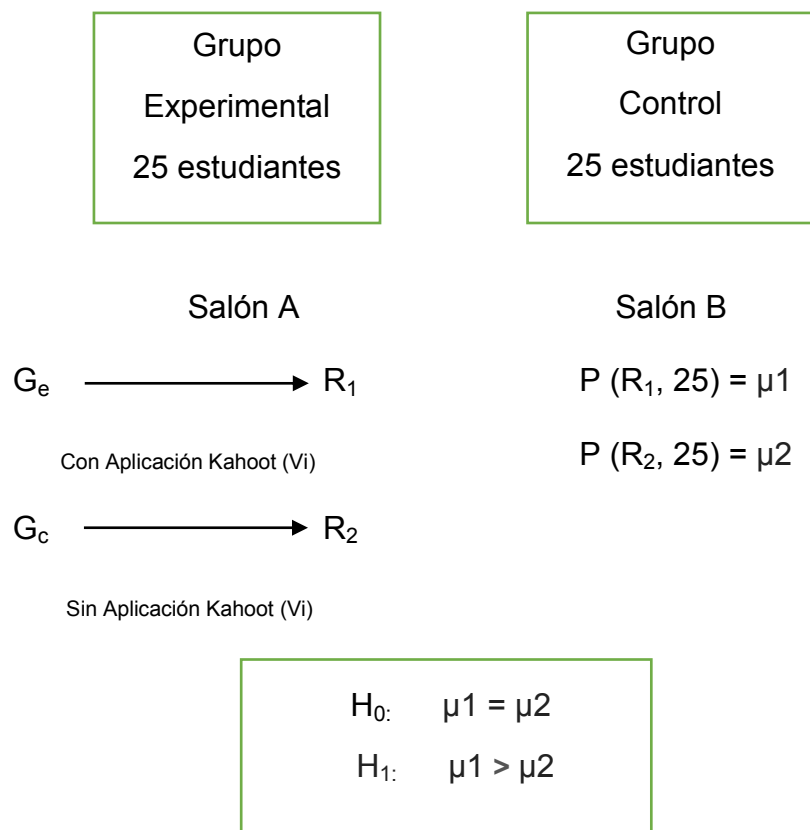 Grupo
Experimental
25 estudiantes
Grupo
Control
25 estudiantes
Salón A
Salón B
Gₑ R₁
P (R₁, 25) = µ1
Con Aplicación Kahoot (Vi)
P (R₂, 25) = µ2
G_c R₂
Sin Aplicación Kahoot (Vi)
H₀: µ1 = µ2
H₁: µ1 > µ2